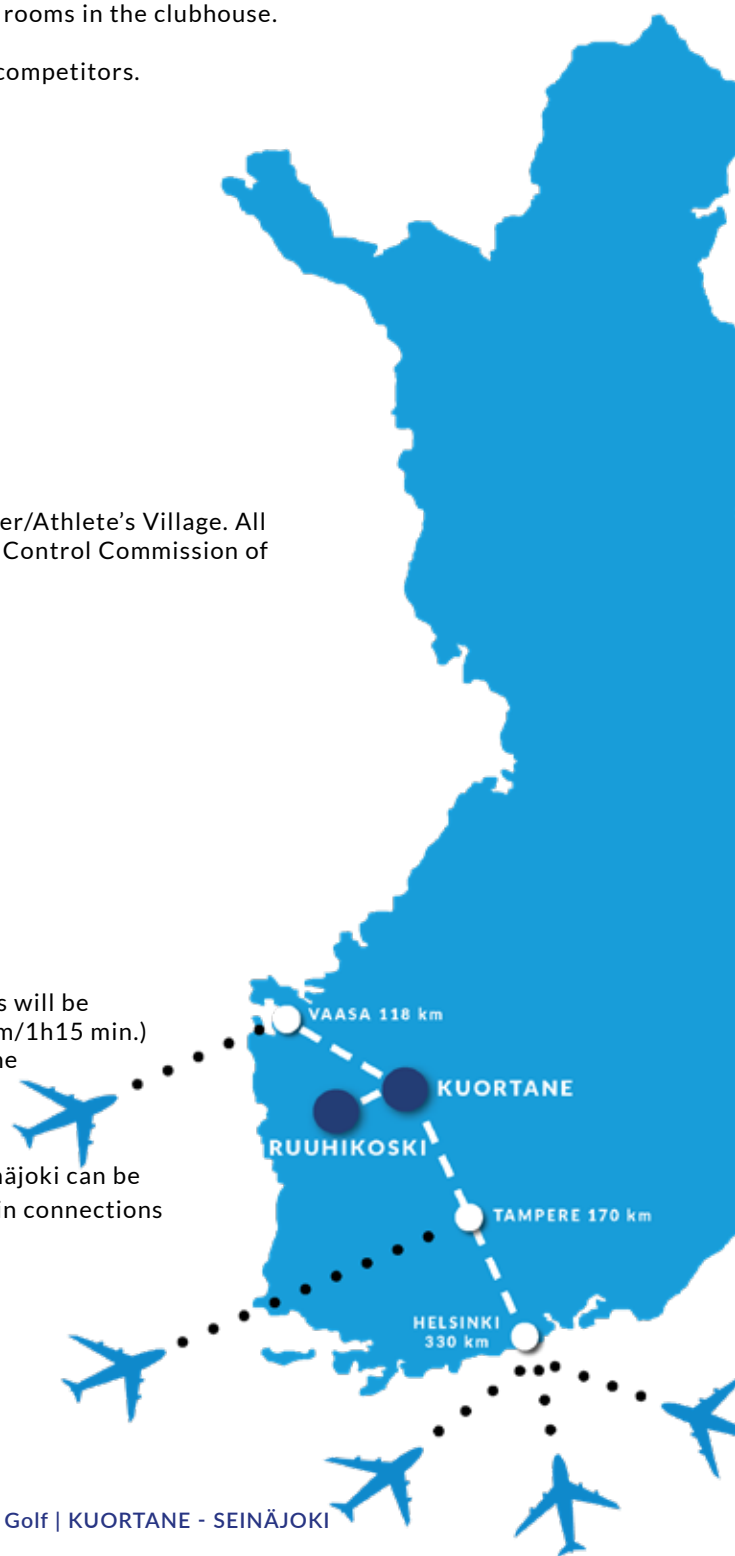 rooms in the clubhouse.
competitors.
er/Athlete’s Village. All
Control Commission of
s will be
m/1h15 min.)
ne
VAASA 118 km
KUORTANE
RUUHIKOSKI
näjoki can be
in connections
TAMPERE 170 km
HELSINKI
330 km
Golf | KUORTANE - SEINÄJOKI